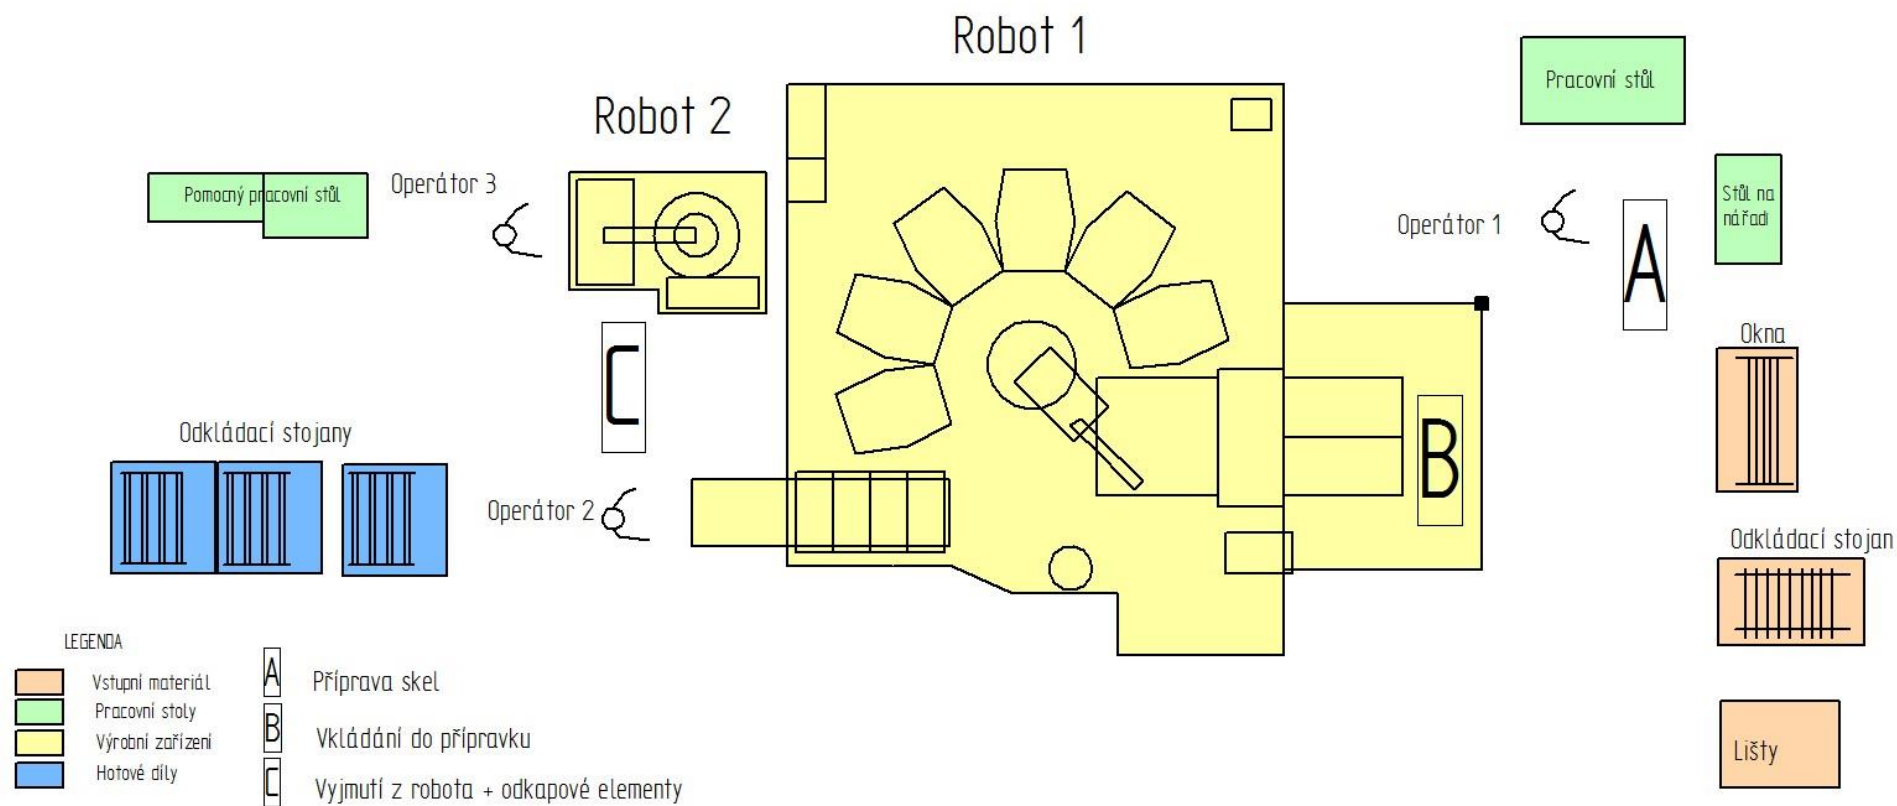 Robot 1
Robot 2
Pracovní stůl
Pomocný pracovní stůl
Operátor 3
Stůl na
nářadí
Operátor 1
A
Okna
C
B
Odkládací stojany
Operátor 2
Odkládací stojan
LEGENDA
Vstupní materiál
Pracovní stoly
Výrobní zařízení
Hotové díly
A Příprava skel
B Vkládání do přípravku
C Vyjmutí z robota + odkapové elementy
Lišty